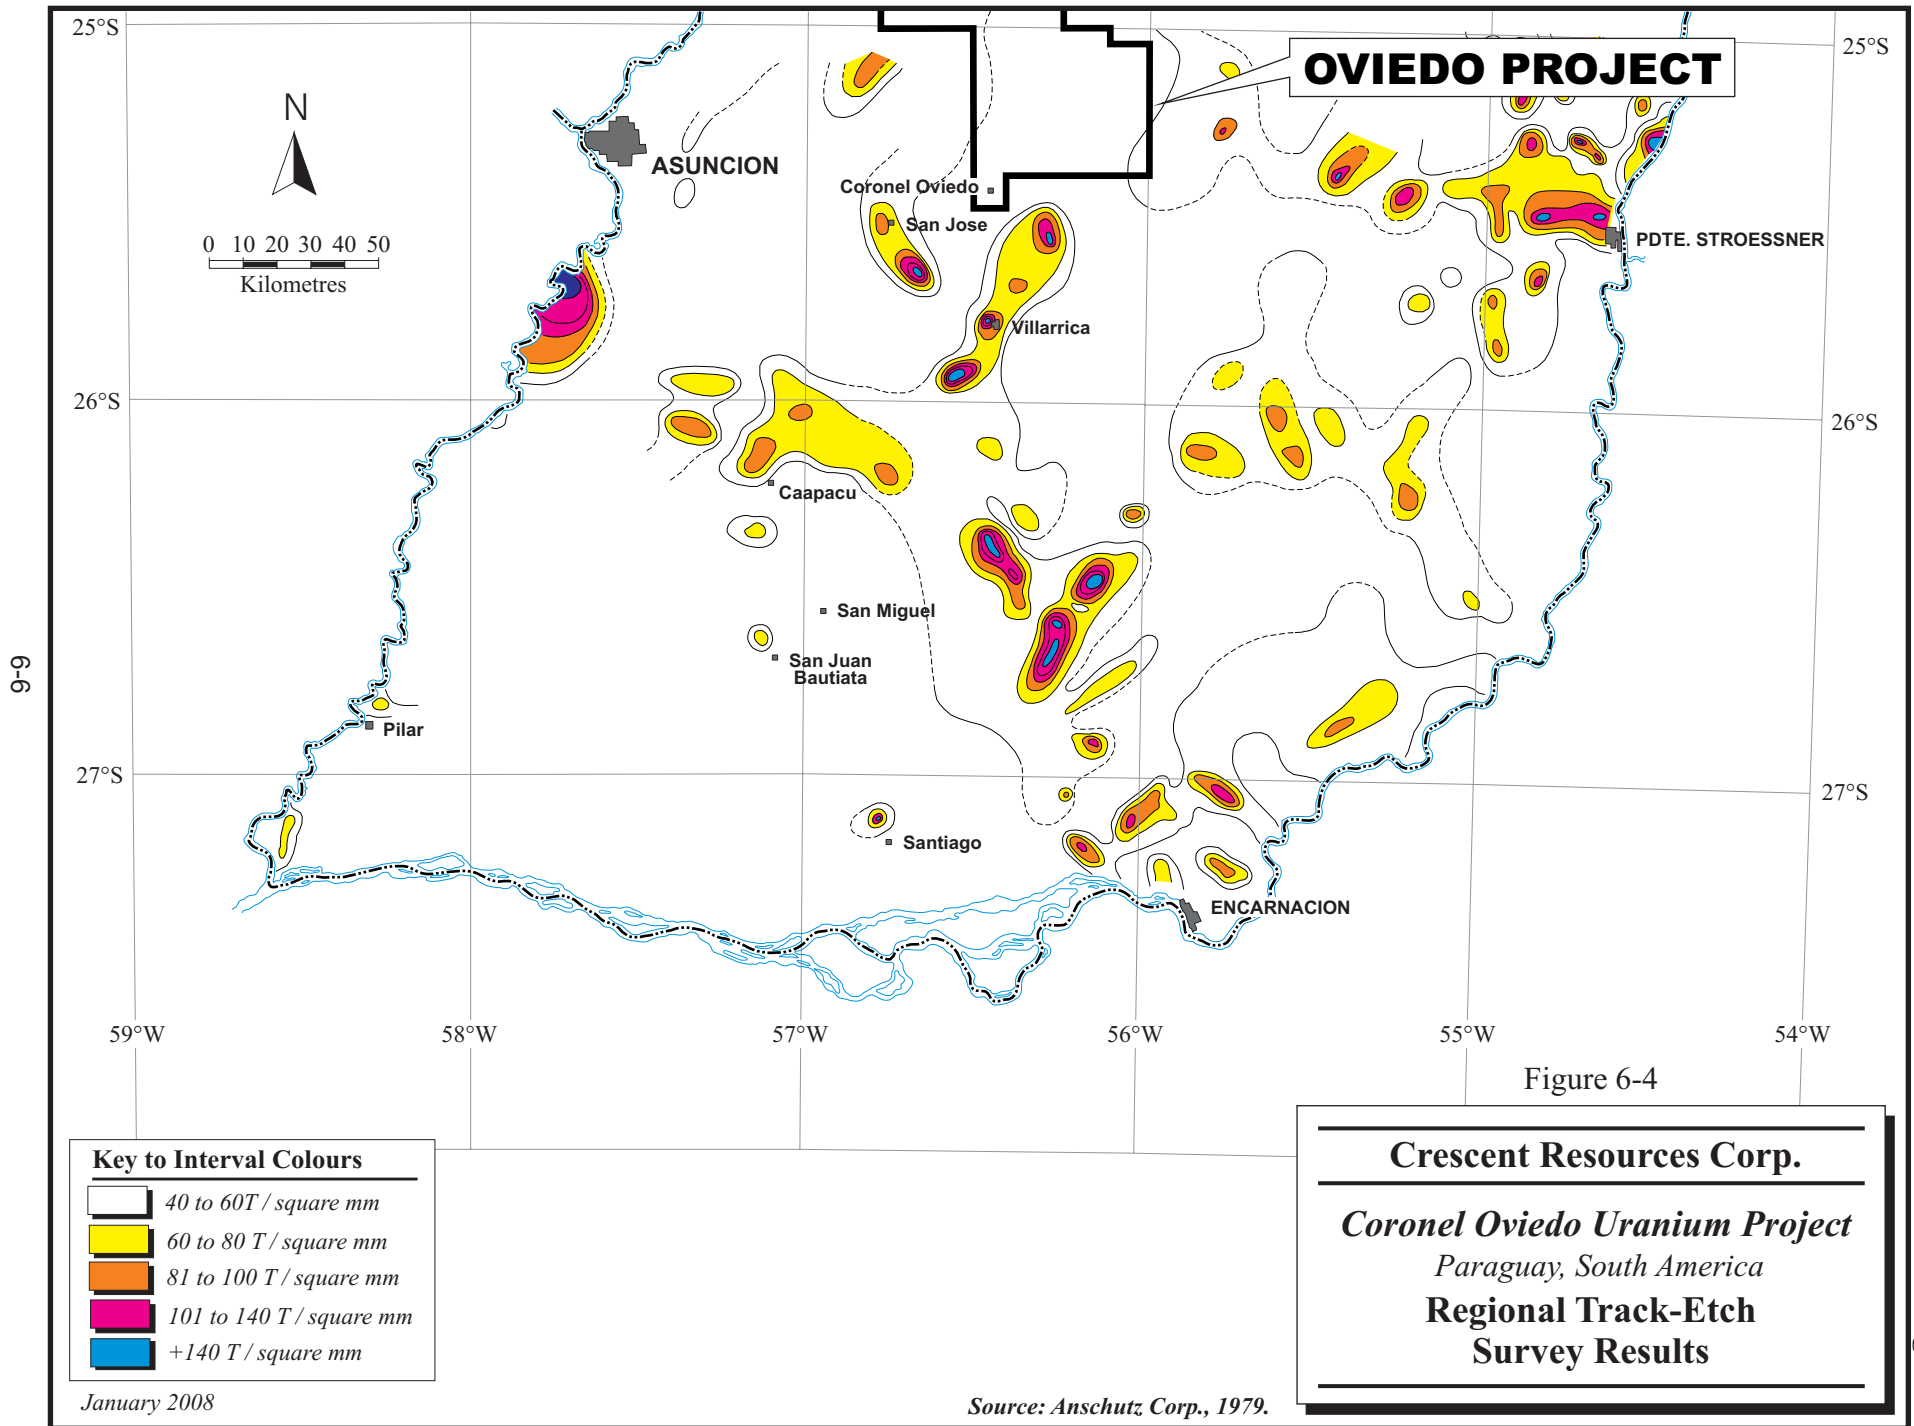 25°S
25°S
OVIEDO PROJECT
N
ASUNCION
Coronel Oviedo
San Jose
PDTE. STROESSNER
0 10 20 30 40 50
Kilometres
Villarrica
26°S
26°S
Caapacu
San Miguel
San Juan
Bautiata
6-9
Pilar
27°S
27°S
Santiago
ENCARNACION
59°W
58°W
57°W
56°W
55°W
54°W
Figure 6-4
Key to Interval Colours
40 to 60T / square mm
60 to 80 T / square mm
81 to 100 T / square mm
101 to 140 T / square mm
+140 T / square mm
Crescent Resources Corp.
Coronel Oviedo Uranium Project
Paraguay, South America
Regional Track-Etch
Survey Results
January 2008
Source: Anschutz Corp., 1979.